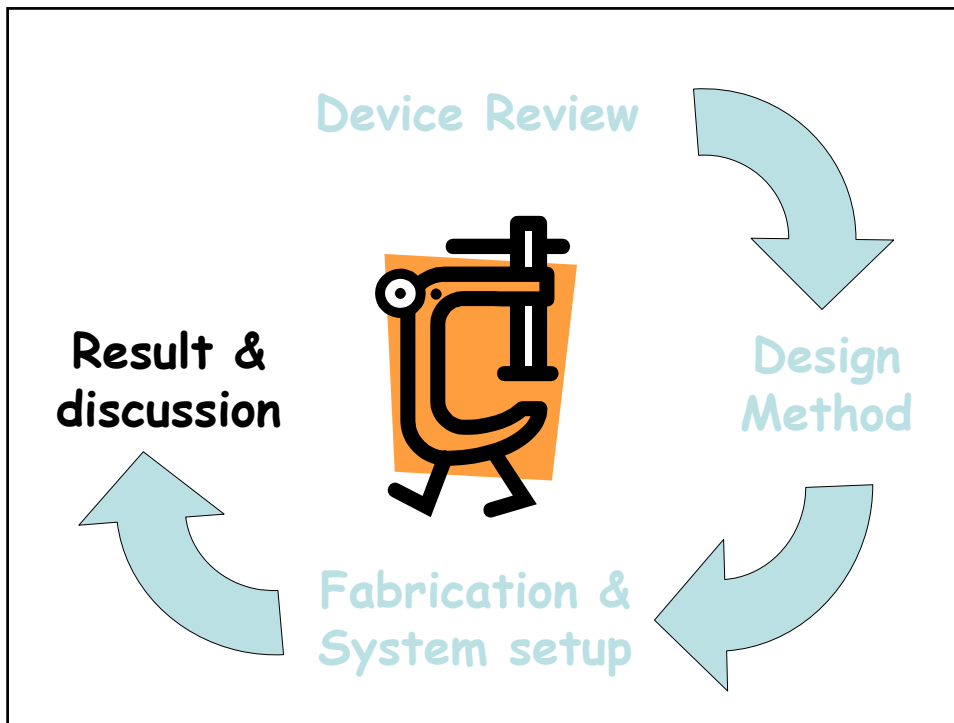 Device Review
Design
Method
Fabrication &
System setup
Result &
discussion